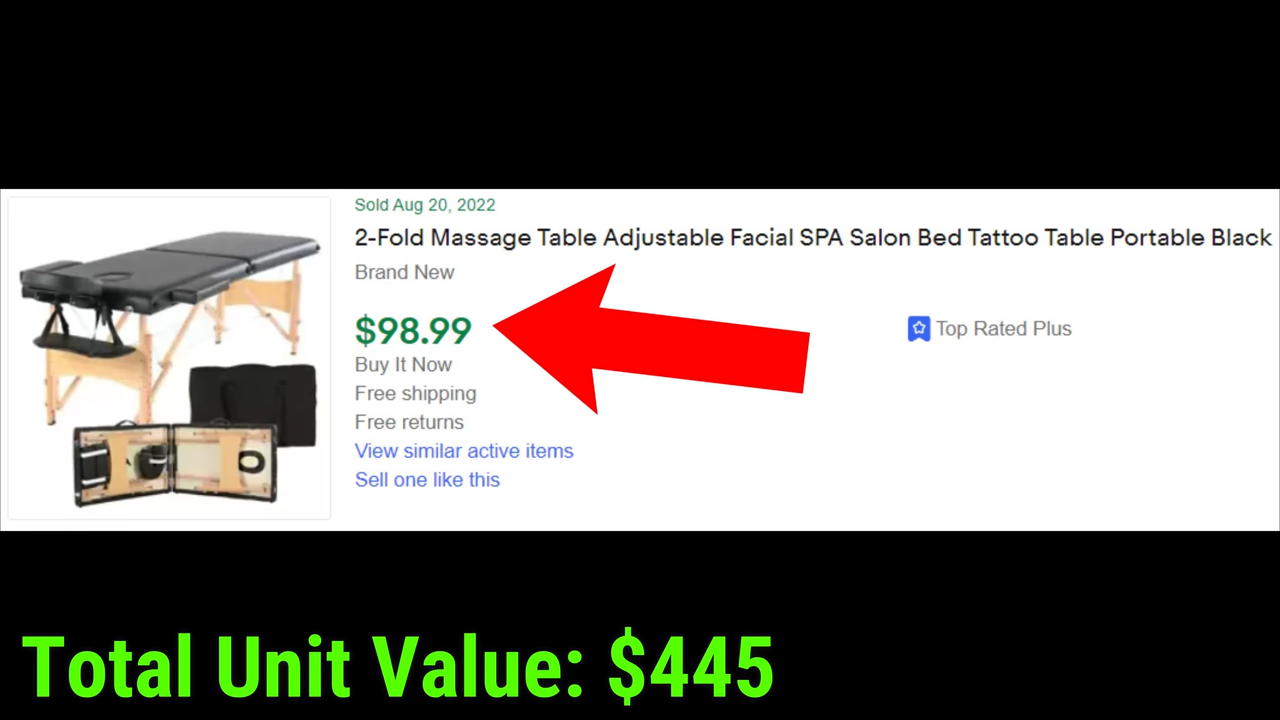 Sold Aug 20, 2022
2-Fold Massage Table Adjustable Facial SPA Salon Bed Tattoo Table Portable Black
Brand New
$98.99
Top Rated Plus
Buy It Now
Free shipping
Free returns
View similar active items
Sell one like this
Total Unit Value: $445